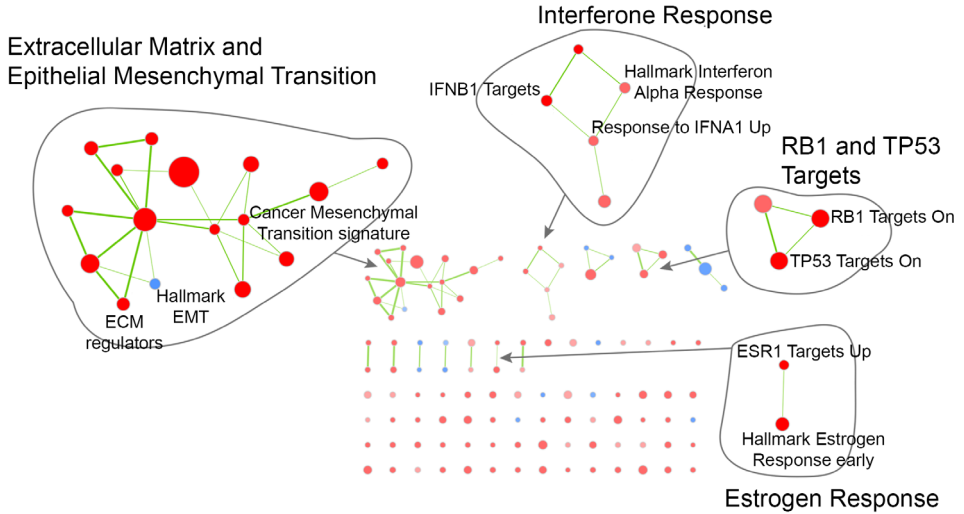 Interferone Response
Extracellular Matrix and
Epithelial Mesenchymal Transition
IFNB1 Targets
Hallmark Interferon
Alpha Response
Response to IFNA1 Up
RB1 and TP53
Targets
RB1 Targets On
TP53 Targets On
Cancer Mesenchymal
Transition signature
Hallmark
EMT
ECM
regulators
ESR1 Targets Up
Hallmark Estrogen
Response early
Estrogen Response